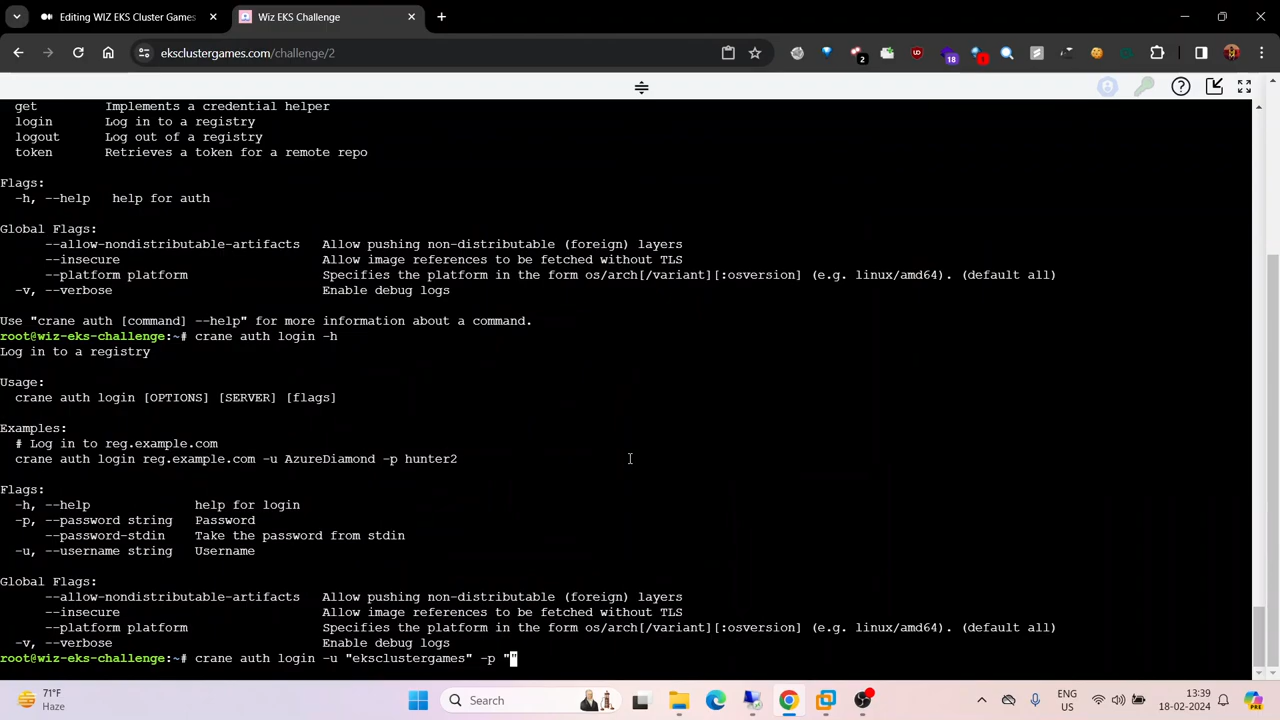 Editing WIZ EKS Cluster Games
Wiz EKS Challenge
eksclustergames.com/challenge/2
2
18
1
get Implements a credential helper
login Log in to a registry
logout Log out of a registry
token Retrieves a token for a remote repo
Flags:
-h, --help help for auth
Global Flags:
--allow-nondistributable-artifacts Allow pushing non-distributable (foreign) layers
--insecure Allow image references to be fetched without TLS
--platform platform Specifies the platform in the form os/arch[/variant][:osversion] (e.g. linux/amd64). (default all)
-v, --verbose Enable debug logs
Use "crane auth [command] --help" for more information about a command.
root@wiz-eks-challenge:~# crane auth login -h
Log in to a registry
Usage:
crane auth login [OPTIONS] [SERVER] [flags]
Examples:
# Log in to reg.example.com
crane auth login reg.example.com -u AzureDiamond -p hunter2
Flags:
-h, --help help for login
-p, --password string Password
--password-stdin Take the password from stdin
-u, --username string Username
Global Flags:
--allow-nondistributable-artifacts Allow pushing non-distributable (foreign) layers
--insecure Allow image references to be fetched without TLS
--platform platform Specifies the platform in the form os/arch[/variant][:osversion] (e.g. linux/amd64). (default all)
-v, --verbose Enable debug logs
root@wiz-eks-challenge:~# crane auth login -u "eksclustergames" -p ""
71°F
Haze
Search
ENG
US
13:39
18-02-2024
PRE